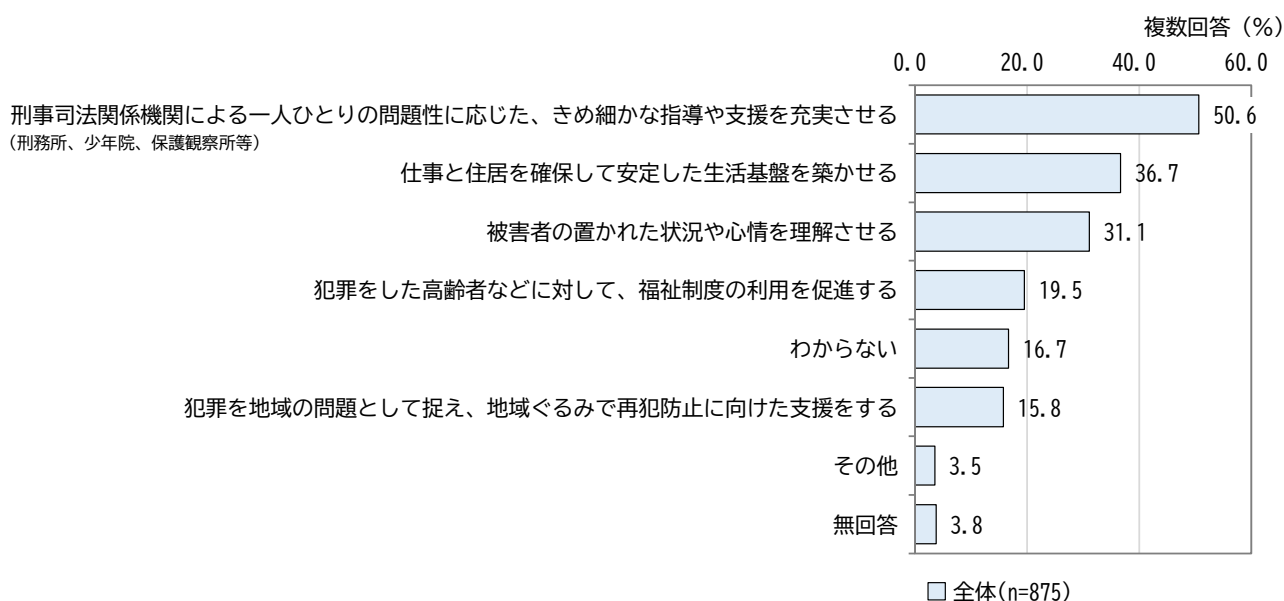 複数回答(%)
0.0 20.0 40.0 60.0
刑事司法関係機関による一人ひとりの問題性に応じた、きめ細かな指導や支援を充実させる 50.6
(刑務所、少年院、保護観察所等)
仕事と住居を確保して安定した生活基盤を築かせる 36.7
被害者の置かれた状況や心情を理解させる 31.1
犯罪をした高齢者などに対して、福祉制度の利用を促進する 19.5
わからない 16.7
犯罪を地域の問題として捉え、地域ぐるみで再犯防止に向けた支援をする 15.8
その他 3.5
無回答 3.8
全体(n=875)